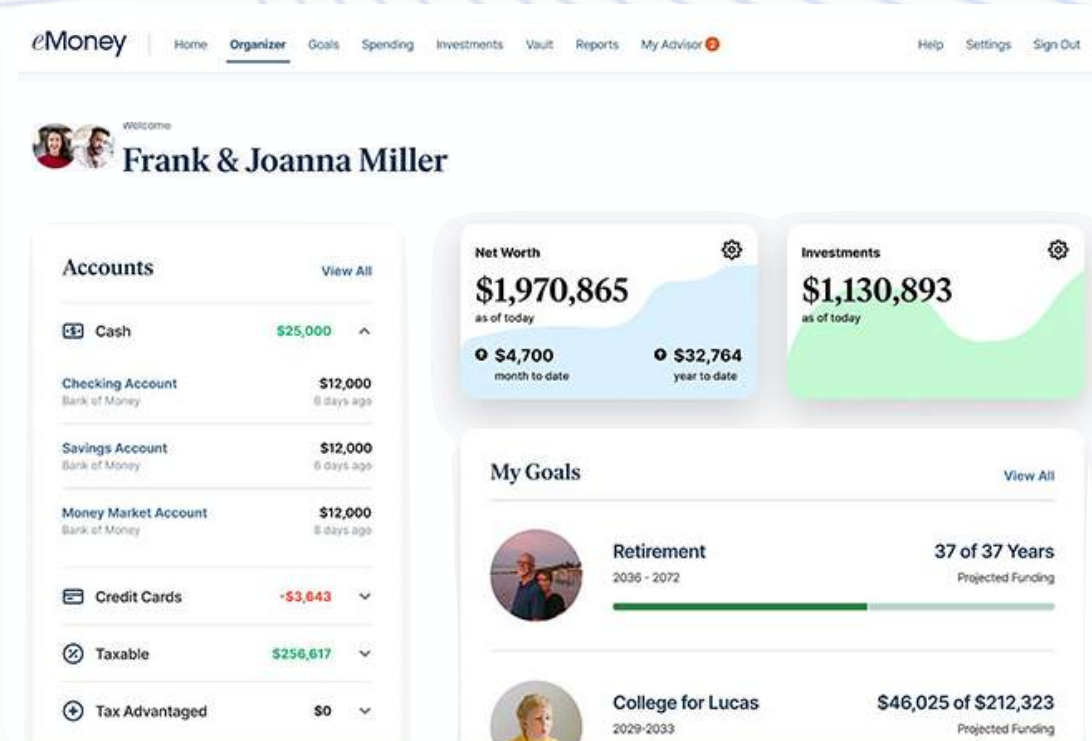 eMoney
Home Organizer Goals Spending Investments Vault Reports My Advisor 2 Help Settings Sign Out
Welcome
Frank & Joanna Miller
Accounts View All
Cash $25,000
Checking Account $12,000
Bank of Money 6 days ago
Savings Account $12,000
Bank of Money 6 days ago
Money Market Account $12,000
Bank of Money 8 days ago
Credit Cards -$3,643
Taxable $256,617
Tax Advantaged $0
Net Worth
$1,970,865
as of today
$4,700 $32,764
month to date year to date
Investments
$1,130,893
as of today
My Goals View All
Retirement 37 of 37 Years
2036 - 2072 Projected Funding
College for Lucas $46,025 of $212,323
2029-2033 Projected Funding